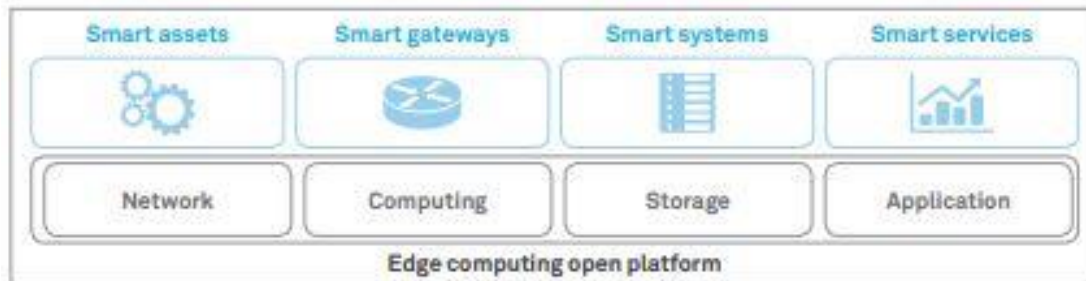 Smart assets Smart gateways Smart systems Smart services
Network Computing Storage Application
Edge computing open platform